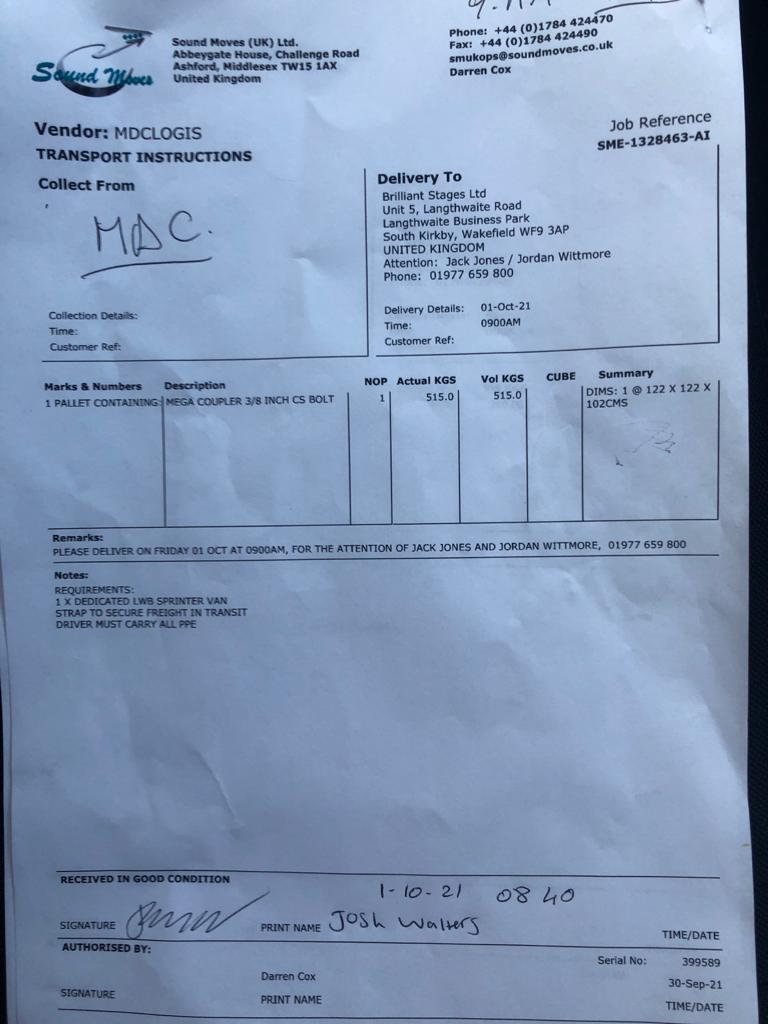 Sound Moves
Sound Moves (UK) Ltd.
Abbeygate House, Challenge Road
Ashford, Middlesex TW15 1AX
United Kingdom
Phone: +44 (0)1784 424470
Fax: +44 (0)1784 424490
smukops@soundmoves.co.uk
Darren Cox
Vendor: MDCLOGIS
TRANSPORT INSTRUCTIONS
Job Reference
SME-1328463-AI
Collect From
MDC.
Collection Details:
Time:
Customer Ref:
Delivery To
Brilliant Stages Ltd
Unit 5, Langthwaite Road
Langthwaite Business Park
South Kirkby, Wakefield WF9 3AP
UNITED KINGDOM
Attention: Jack Jones / Jordan Wittmore
Phone: 01977 659 800
Delivery Details: 01-Oct-21
Time: 0900AM
Customer Ref:
Marks & Numbers Description NOP Actual KGS Vol KGS CUBE Summary
1 PALLET CONTAINING: MEGA COUPLER 3/8 INCH CS BOLT 1 515.0 515.0 DIMS: 1 @ 122 X 122 X
102CMS
Remarks:
PLEASE DELIVER ON FRIDAY 01 OCT AT 0900AM, FOR THE ATTENTION OF JACK JONES AND JORDAN WITTMORE, 01977 659 800
Notes:
REQUIREMENTS:
1 X DEDICATED LWB SPRINTER VAN
STRAP TO SECURE FREIGHT IN TRANSIT
DRIVER MUST CARRY ALL PPE
RECEIVED IN GOOD CONDITION
1-10-21 0840
SIGNATURE PRINT NAME Josh Walters TIME/DATE
AUTHORISED BY:
Serial No: 399589
Darren Cox 30-Sep-21
SIGNATURE PRINT NAME TIME/DATE